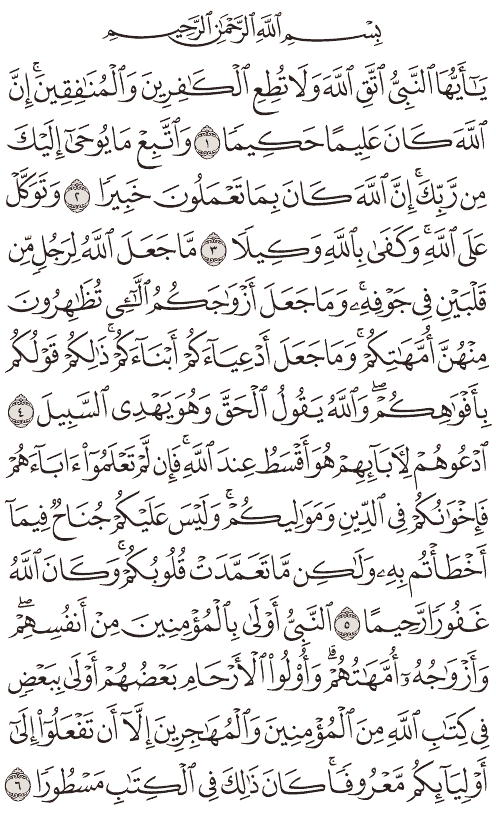 بِسْمِ اللَّهِ الرَّحْمَٰنِ الرَّحِيمِ
يَٰٓأَيُّهَا ٱلنَّبِيُّ ٱتَّقِ ٱللَّهَ وَلَا تُطِعِ ٱلْكَٰفِرِينَ وَٱلْمُنَٰفِقِينَۗ إِنَّ
ٱللَّهَ كَانَ عَلِيمًا حَكِيمًا ١ وَٱتَّبِعْ مَا يُوحَىٰٓ إِلَيْكَ
مِن رَّبِّكَۚ إِنَّ ٱللَّهَ كَانَ بِمَا تَعْمَلُونَ خَبِيرًا ٢ وَتَوَكَّلْ
عَلَى ٱللَّهِۚ وَكَفَىٰ بِٱللَّهِ وَكِيلًا ٣ مَّا جَعَلَ ٱللَّهُ لِرَجُلٍ مِّن
قَلْبَيْنِ فِي جَوْفِهِۦۚ وَمَا جَعَلَ أَزْوَٰجَكُمُ ٱلَّٰٓـِٔي تُظَٰهِرُونَ
مِنْهُنَّ أُمَّهَٰتِكُمْۚ وَمَا جَعَلَ أَدْعِيَآءَكُمْ أَبْنَآءَكُمْۚ ذَٰلِكُمْ قَوْلُكُم
بِأَفْوَٰهِكُمْۖ وَٱللَّهُ يَقُولُ ٱلْحَقَّ وَهُوَ يَهْدِي ٱلسَّبِيلَ ٤
ٱدْعُوهُمْ لِأٓبَآئِهِمْ هُوَ أَقْسَطُ عِندَ ٱللَّهِۚ فَإِن لَّمْ تَعْلَمُوٓا۟ ءَابَآءَهُمْ
فَإِخْوَٰنُكُمْ فِي ٱلدِّينِ وَمَوَٰلِيكُمْۚ وَلَيْسَ عَلَيْكُمْ جُنَاحٌ فِيمَآ
أَخْطَأْتُم بِهِۦ وَلَٰكِن مَّا تَعَمَّدَتْ قُلُوبُكُمْۚ وَكَانَ ٱللَّهُ
غَفُورًا رَّحِيمًا ٥ ٱلنَّبِيُّ أَوْلَىٰ بِٱلْمُؤْمِنِينَ مِنْ أَنفُسِهِمْۖ
وَأَزْوَٰجُهُۥٓ أُمَّهَٰتُهُمْۗ وَأُو۟لُوا۟ ٱلْأَرْحَامِ بَعْضُهُمْ أَوْلَىٰ بِبَعْضٍ
فِي كِتَٰبِ ٱللَّهِ مِنَ ٱلْمُؤْمِنِينَ وَٱلْمُهَٰجِرِينَ إِلَّآ أَن تَفْعَلُوٓا۟ إِلَىٰٓ
أَوْلِيَآئِكُم مَّعْرُوفًاۚ كَانَ ذَٰلِكَ فِي ٱلْكِتَٰبِ مَسْطُورًا ٦